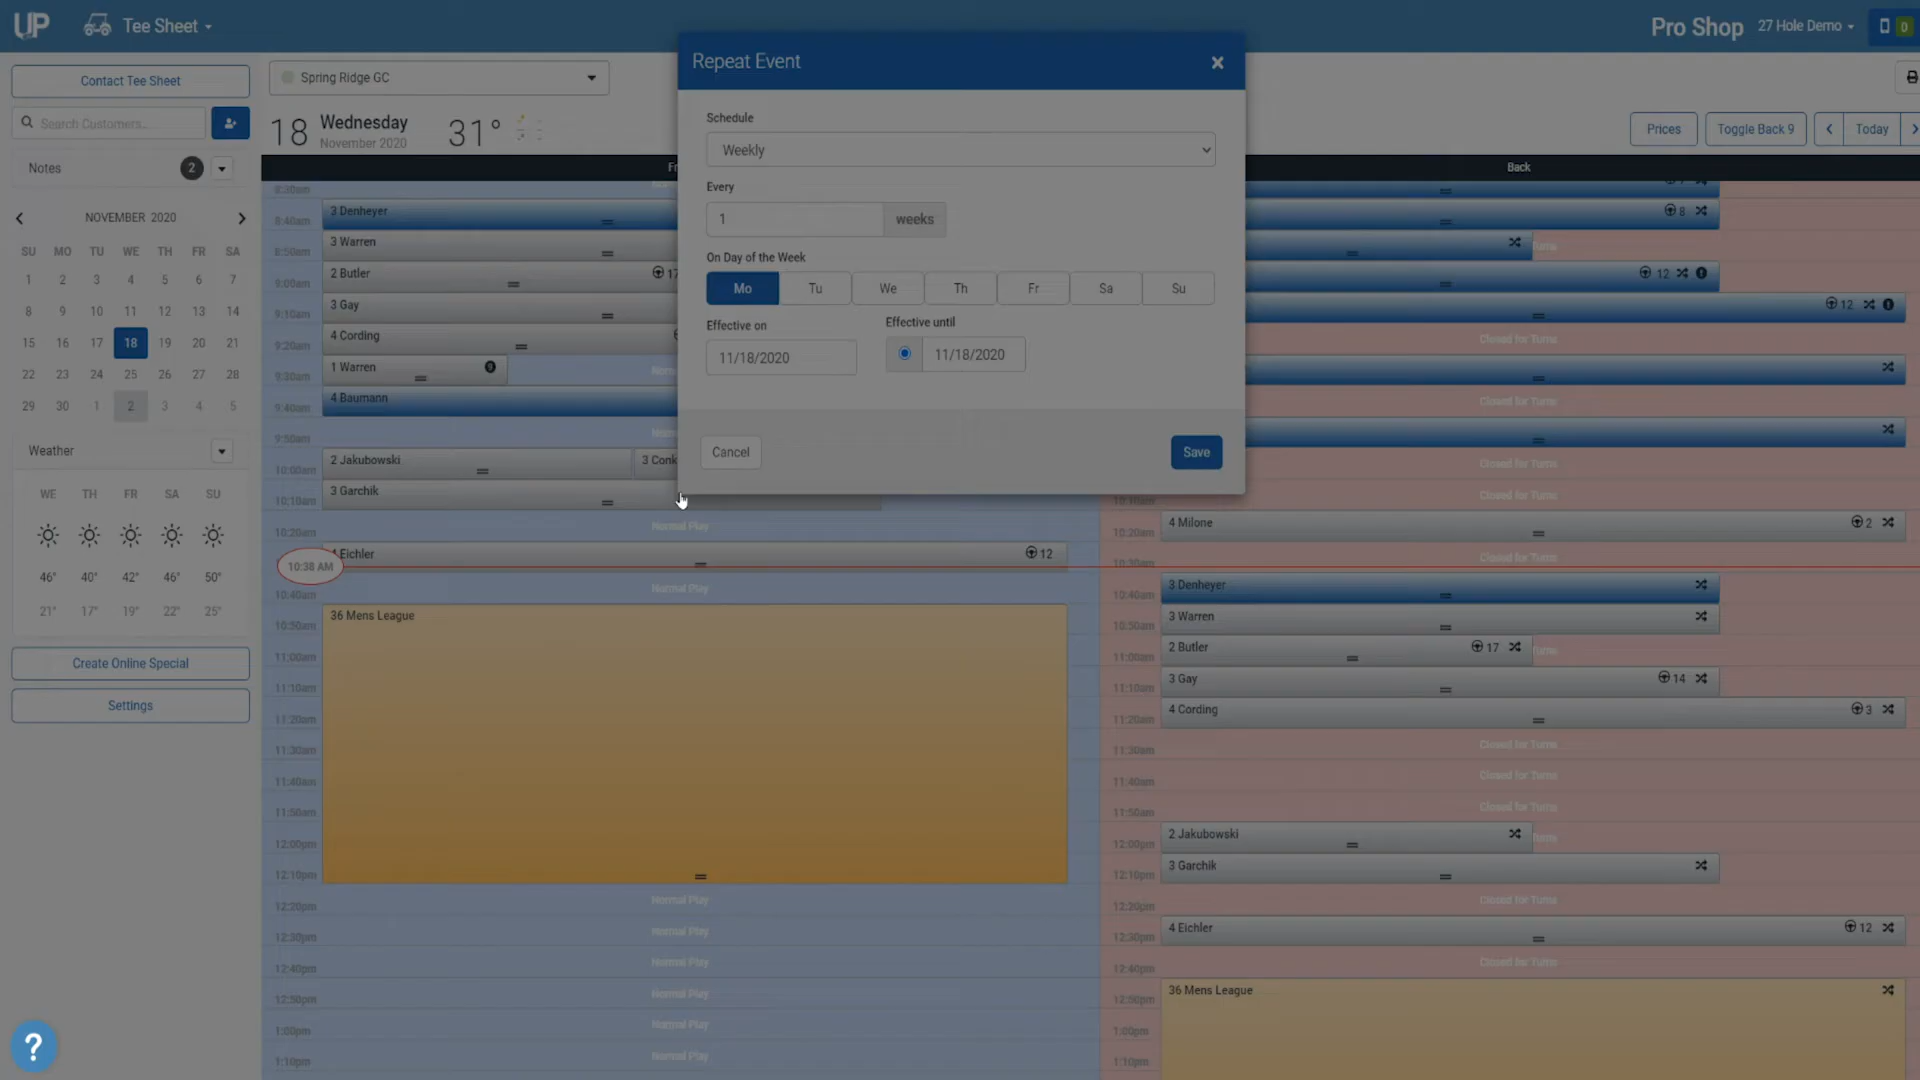 UP
Tee Sheet
Pro Shop
27 Hole Demo
0
Contact Tee Sheet
Search Customers...
Notes
2
NOVEMBER 2020
SU MO TU WE TH FR SA
1 2 3 4 5 6 7
8 9 10 11 12 13 14
15 16 17 18 19 20 21
22 23 24 25 26 27 28
29 30 1 2 3 4 5
Weather
WE TH FR SA SU
46° 40° 42° 46° 50°
21° 17° 19° 22° 25°
Create Online Special
Settings
?
Spring Ridge GC
18
Wednesday
November 2020
31°
Prices
Toggle Back 9
Today
Repeat Event
Schedule
Weekly
Every
1 weeks
On Day of the Week
Mo Tu We Th Fr Sa Su
Effective on
11/18/2020
Effective until
11/18/2020
Cancel
Save
Fr
8:30am
8:40am
3 Denheyer
8:50am
3 Warren
9:00am
2 Butler
17
9:10am
3 Gay
9:20am
4 Cording
9:30am
1 Warren
9:40am
4 Baumann
9:50am
10:00am
2 Jakubowski
3 Conk
10:10am
3 Garchik
10:20am
Normal Play
4 Eichler
12
10:38 AM
10:40am
Normal Play
10:50am
36 Mens League
11:00am
11:10am
11:20am
11:30am
11:40am
11:50am
12:00pm
12:10pm
12:20pm
Normal Play
12:30pm
Normal Play
12:40pm
Normal Play
12:50pm
Normal Play
1:00pm
Normal Play
1:10pm
Normal Play
Back
8
Turns
12
12
Closed for Turns
Closed for Turns
Closed for Turns
10:10am
Closed for Turns
10:20am
4 Milone
2
10:30am
Closed for Turns
10:40am
3 Denheyer
10:50am
3 Warren
11:00am
2 Butler
17
Turns
11:10am
3 Gay
14
11:20am
4 Cording
3
11:30am
Closed for Turns
11:40am
Closed for Turns
11:50am
Closed for Turns
12:00pm
2 Jakubowski
Turns
12:10pm
3 Garchik
12:20pm
Closed for Turns
12:30pm
4 Eichler
12
12:40pm
Closed for Turns
12:50pm
36 Mens League
1:00pm
1:10pm